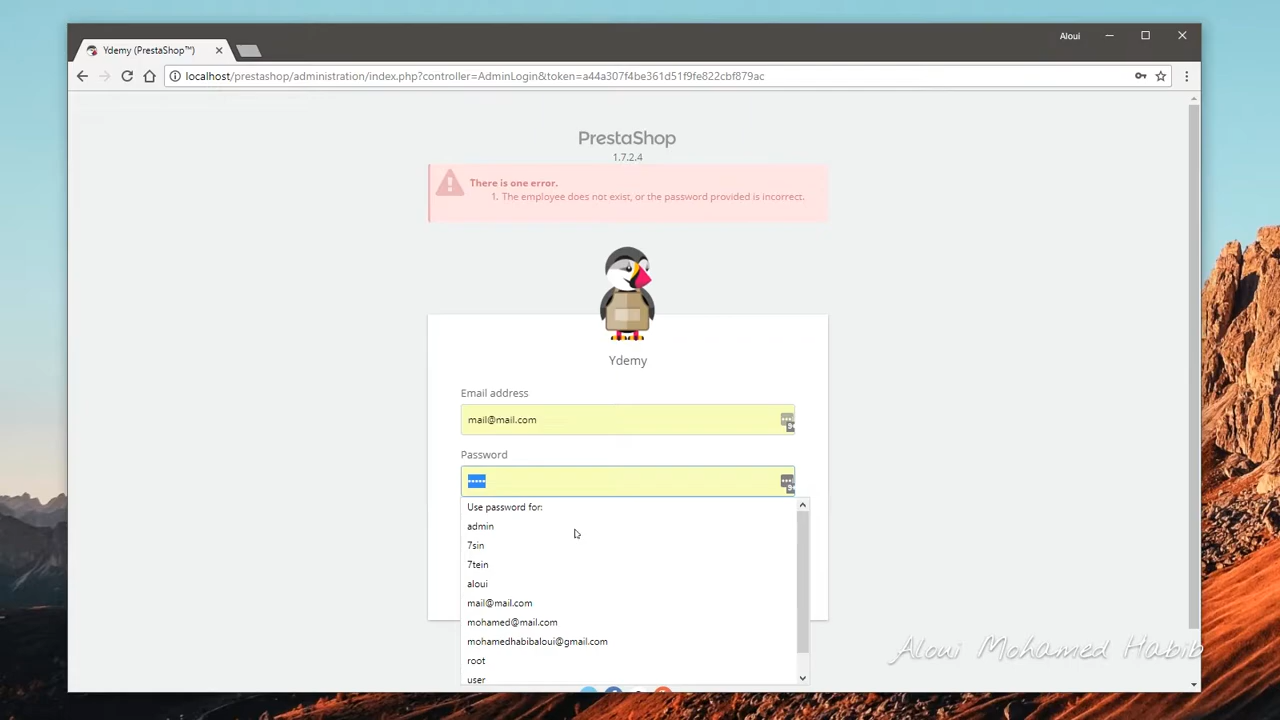 Aloui
Ydemy (PrestaShop™)
localhost/prestashop/administration/index.php?controller=AdminLogin&token=a44a307f4be361d51f9fe822cbf879ac
PrestaShop
1.7.2.4
There is one error.
1. The employee does not exist, or the password provided is incorrect.
Ydemy
Email address
mail@mail.com
Password
Use password for:
admin
7sin
7tein
aloui
mail@mail.com
mohamed@mail.com
mohamedhabibaloui@gmail.com
root
user
Aloui Mohamed Habib